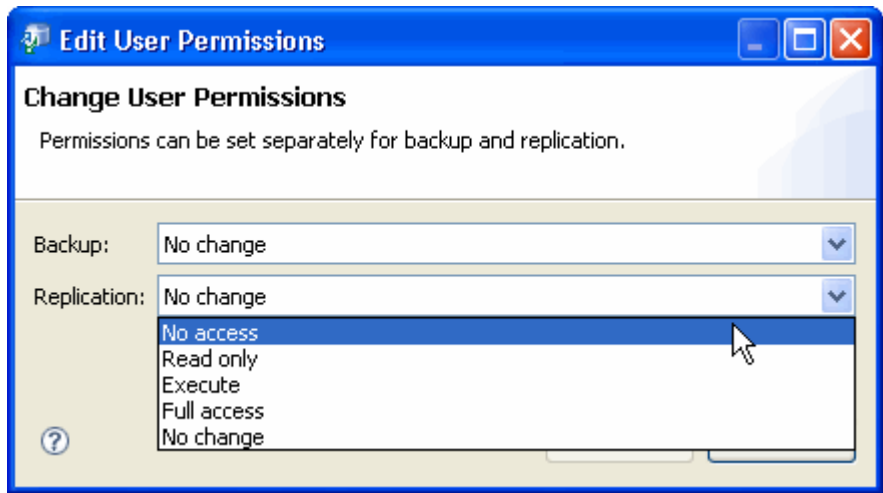 Edit User Permissions
Change User Permissions
Permissions can be set separately for backup and replication.
Backup: No change
Replication: No change
No access
Read only
Execute
Full access
No change
?